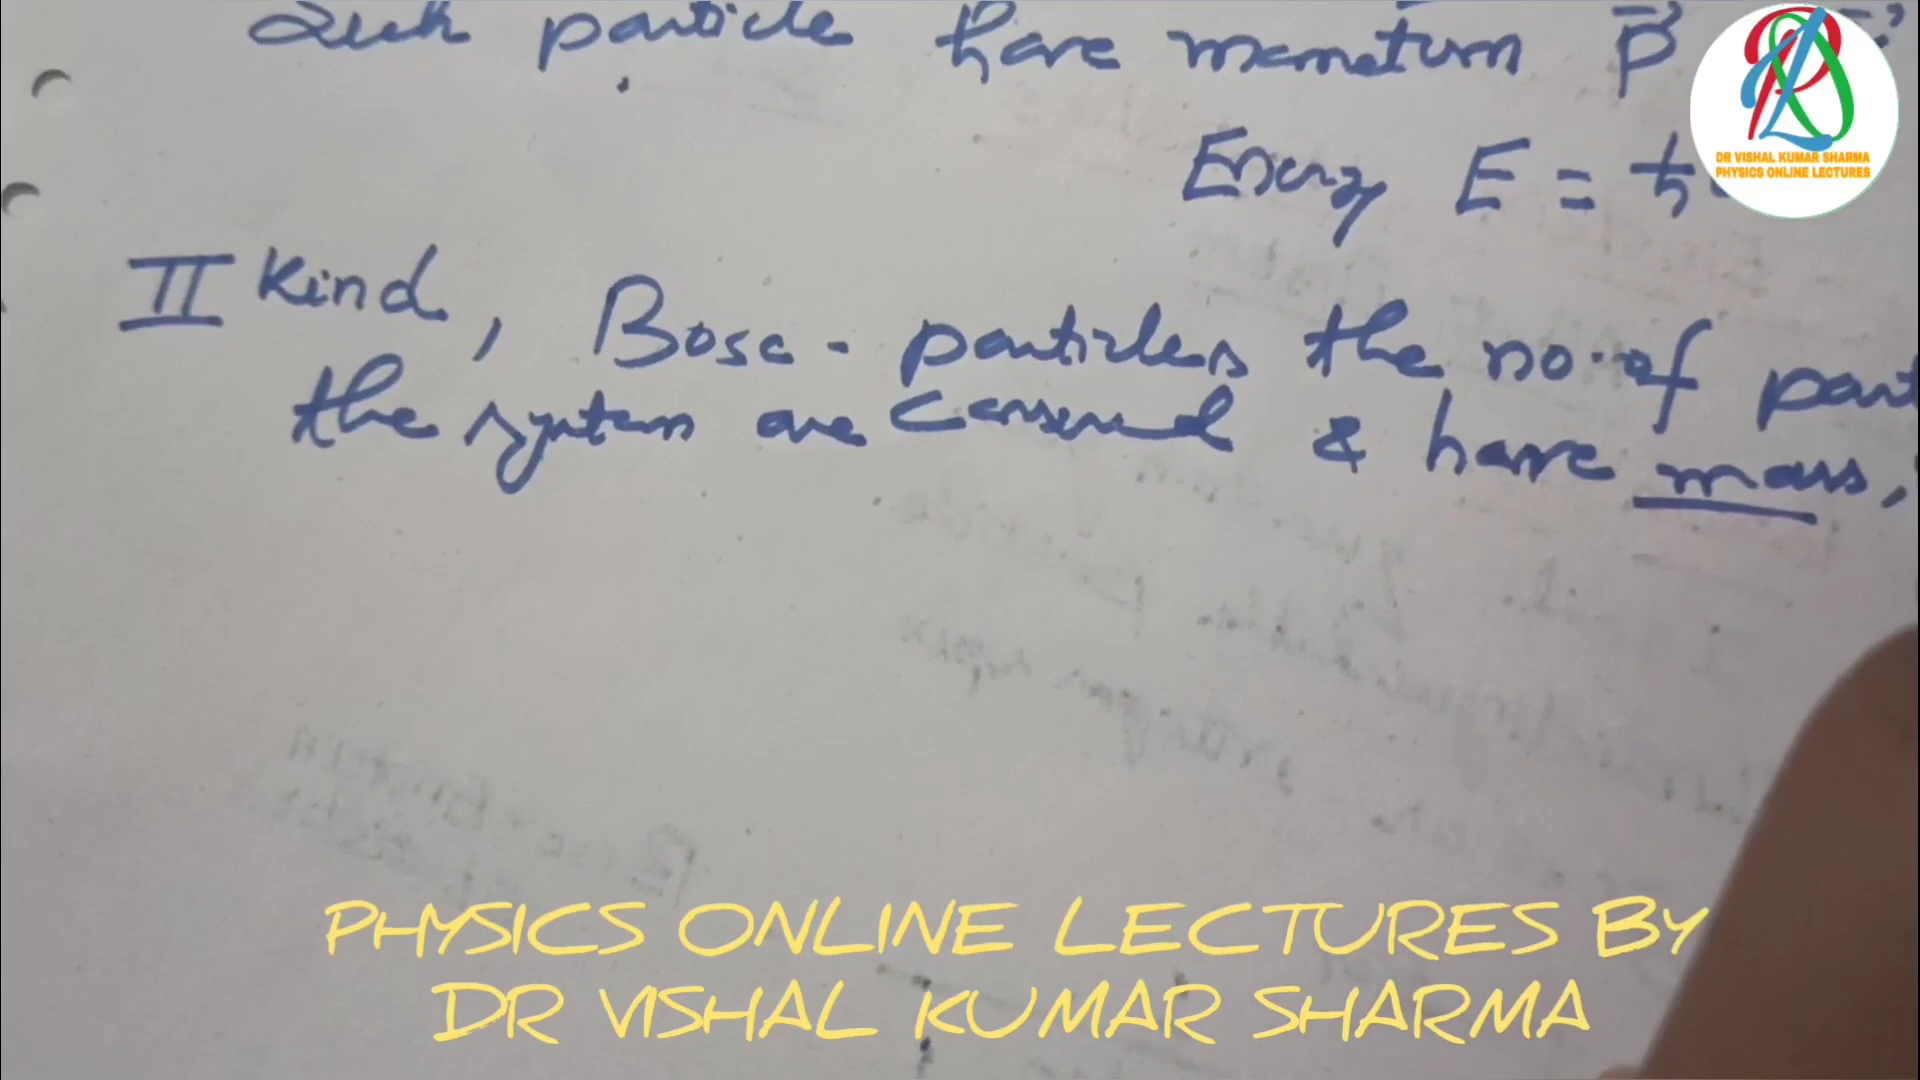 Such particle have momentum p⃗
Energy E = ħ
II Kind, Bose - particles the no. of part
the system are conserved & have mass,
DR VISHAL KUMAR SHARMA
PHYSICS ONLINE LECTURES
PHYSICS ONLINE LECTURES BY
DR VISHAL KUMAR SHARMA